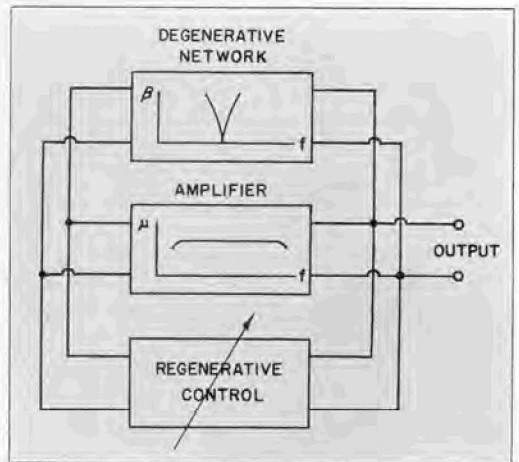 DEGENERATIVE
NETWORK
β
f
AMPLIFIER
μ
f
OUTPUT
REGENERATIVE
CONTROL